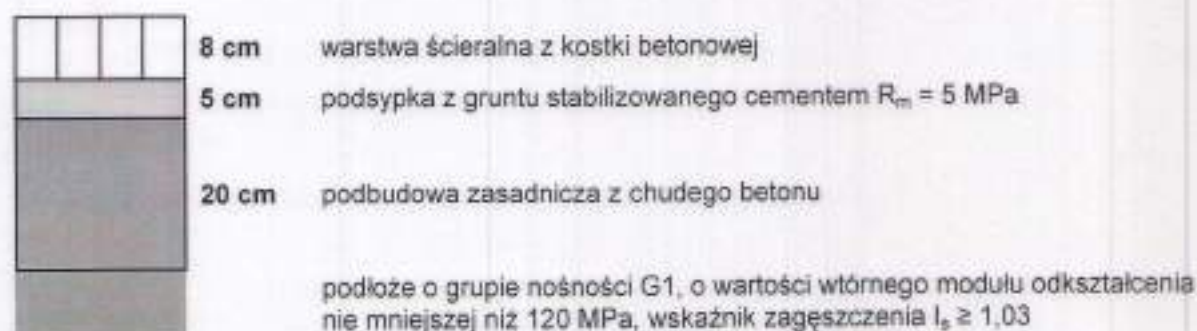 8 cm warstwa ścieralna z kostki betonowej
5 cm podsypka z gruntu stabilizowanego cementem Rm = 5 MPa
20 cm podbudowa zasadnicza z chudego betonu
podłoże o grupie nośności G1, o wartości wtórnego modułu odkształcenia
nie mniejszej niż 120 MPa, wskaźnik zagęszczenia Is ≥ 1,03